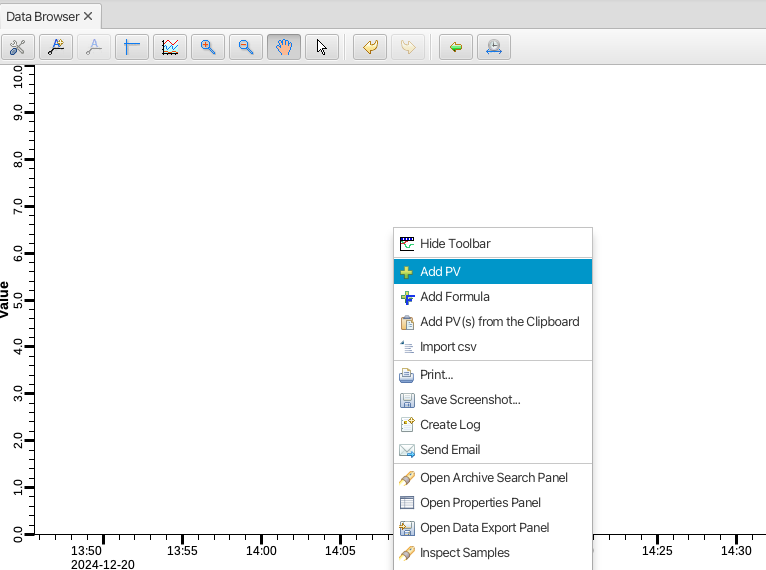 Data Browser
10.0
9.0
8.0
7.0
6.0
5.0
4.0
3.0
2.0
1.0
0.0
Value
Hide Toolbar
Add PV
Add Formula
Add PV(s) from the Clipboard
Import csv
Print...
Save Screenshot...
Create Log
Send Email
Open Archive Search Panel
Open Properties Panel
Open Data Export Panel
Inspect Samples
13:50 13:55 14:00 14:05 14:25 14:30
2024-12-20